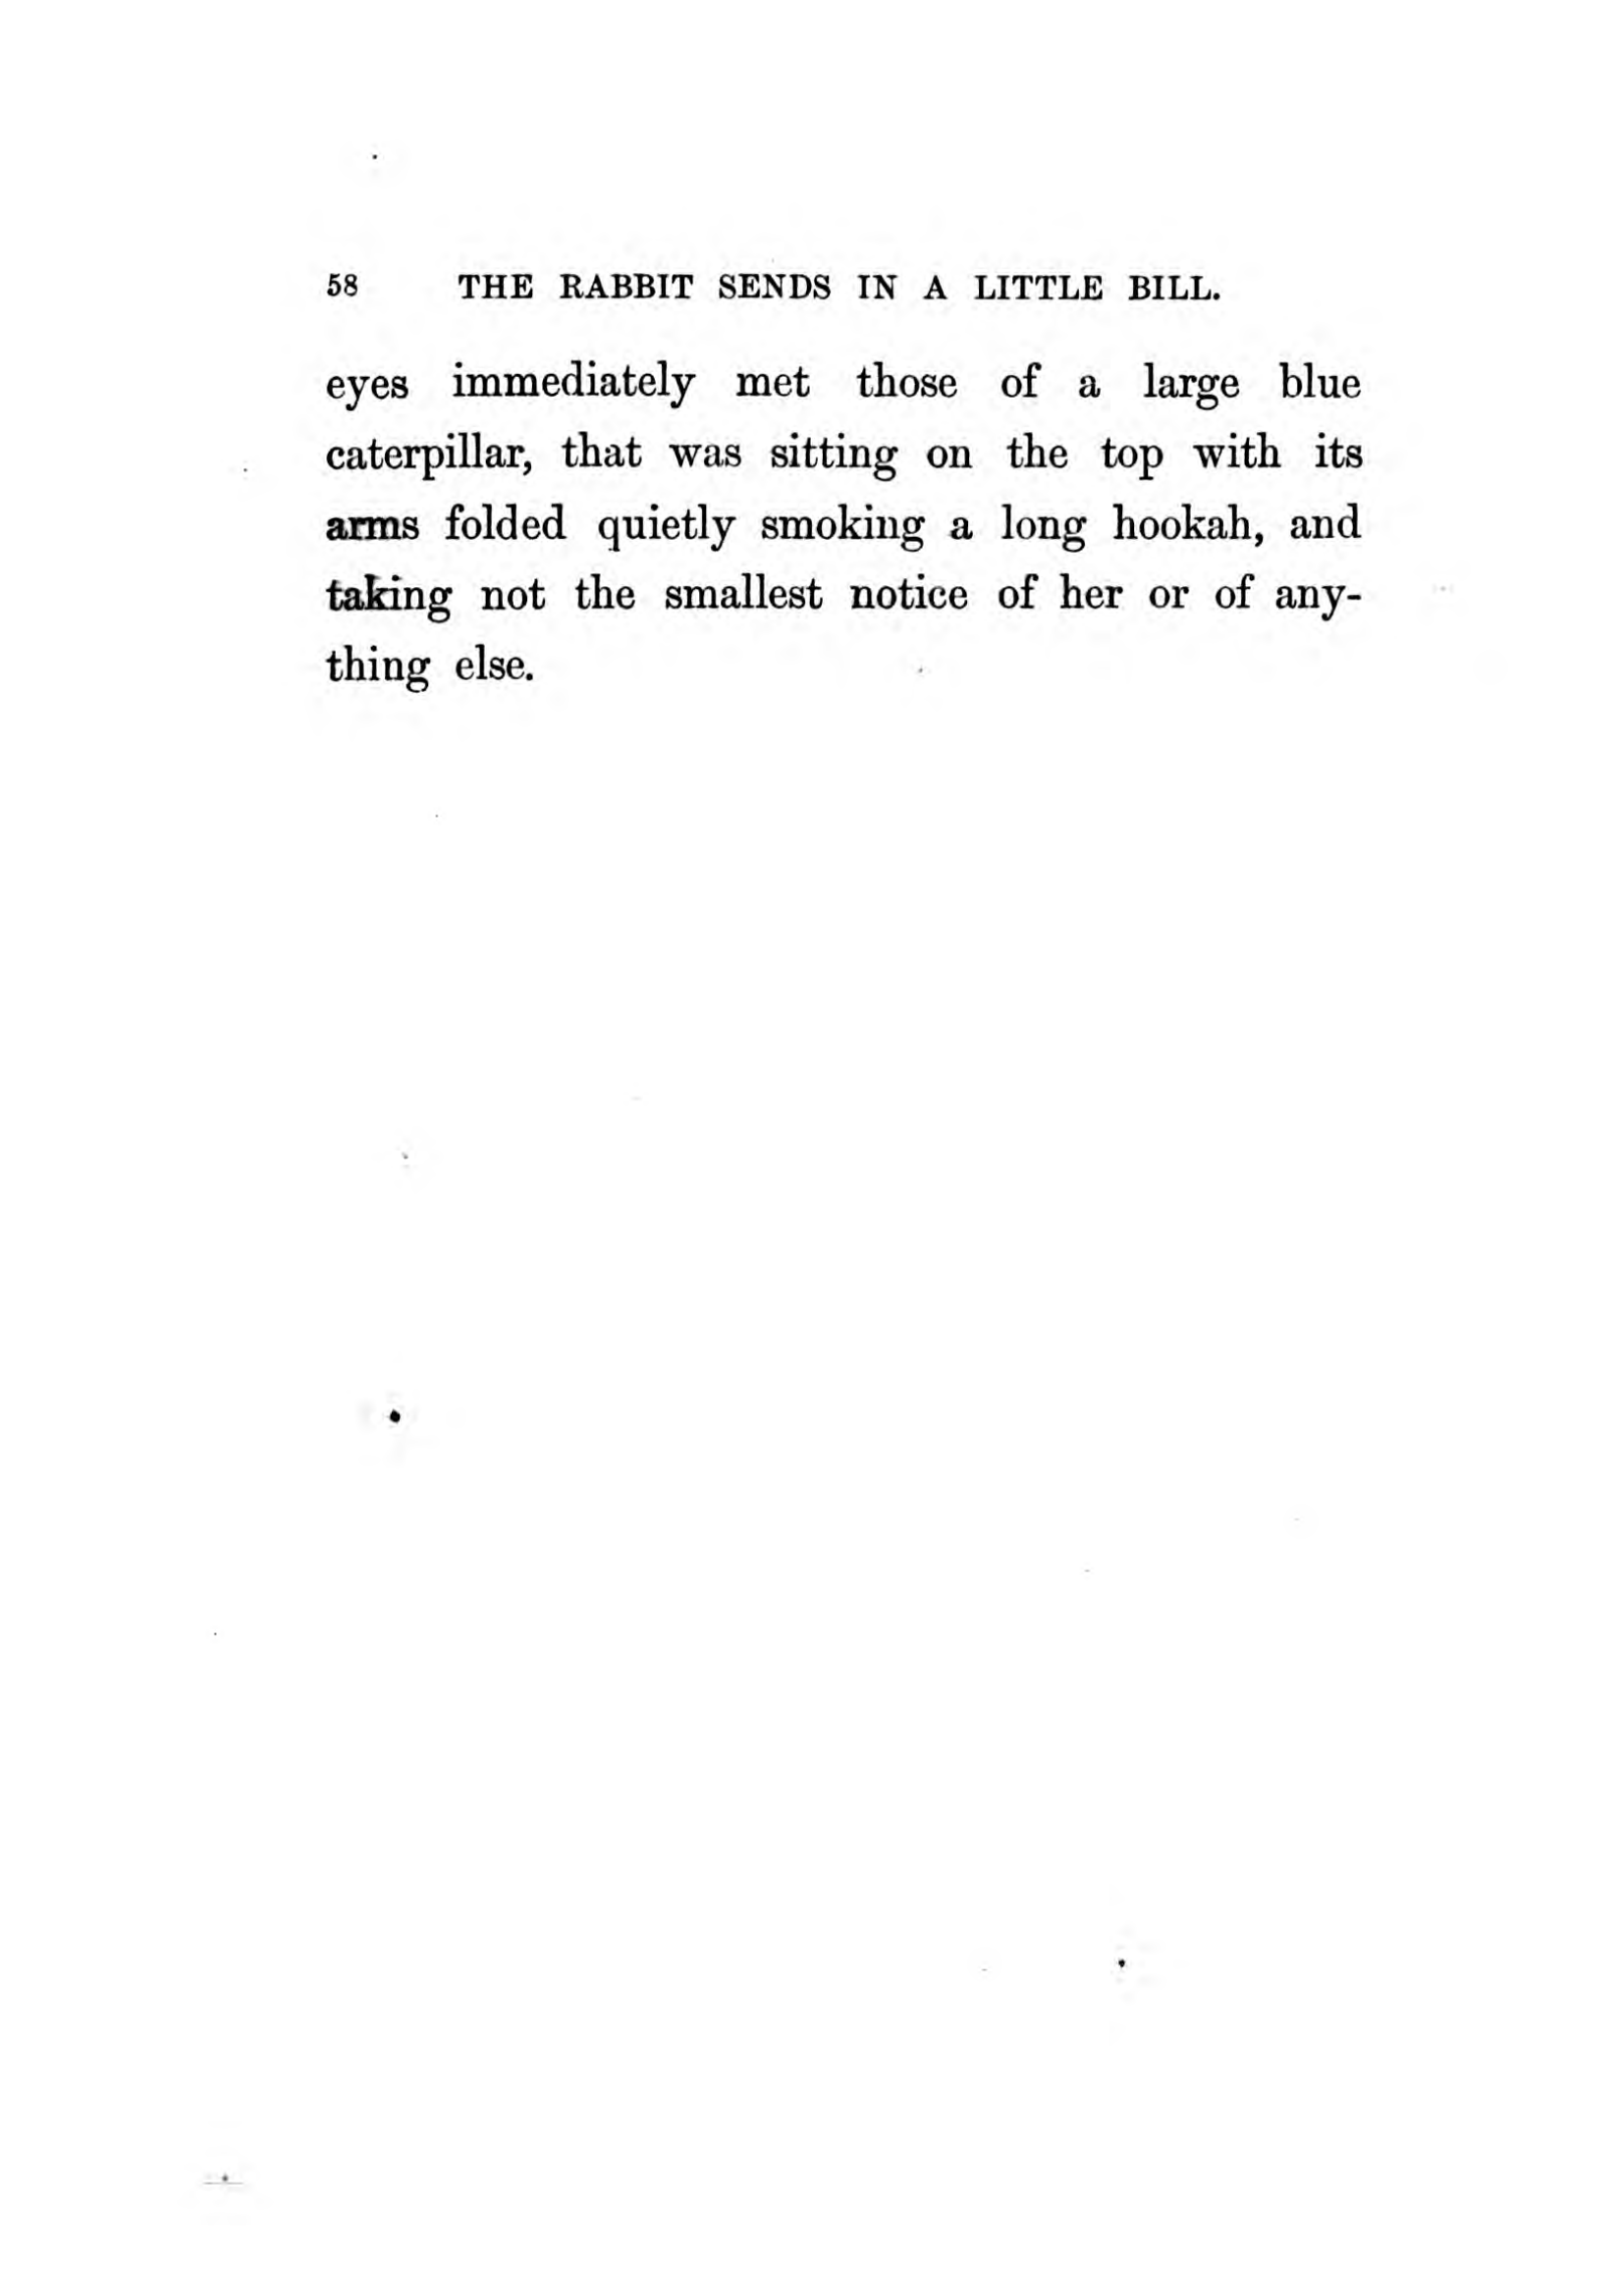 58 THE RABBIT SENDS IN A LITTLE BILL.
eyes immediately met those of a large blue
caterpillar, that was sitting on the top with its
arms folded quietly smoking a long hookah, and
taking not the smallest notice of her or of any-
thing else.